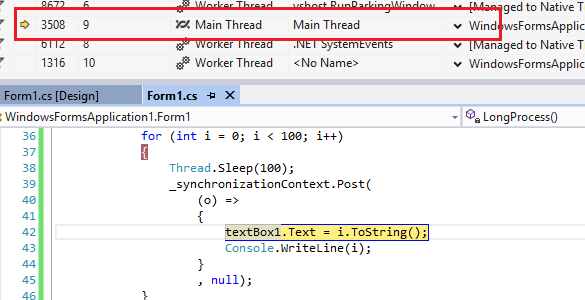 8672 6 Worker Thread vshost.RunParkingWindow [Managed to Native T
3508 9 Main Thread Main Thread WindowsFormsApplic
6112 8 Worker Thread .NET SystemEvents [Managed to Native T
1316 10 Worker Thread <No Name> WindowsFormsApplic
Form1.cs [Design] Form1.cs
WindowsFormsApplication1.Form1 LongProcess()
36 for (int i = 0; i < 100; i++)
37 {
38 Thread.Sleep(100);
39 _synchronizationContext.Post(
40 (o) =>
41 {
42 textBox1.Text = i.ToString();
43 Console.WriteLine(i);
44 }
45 , null);
46 }